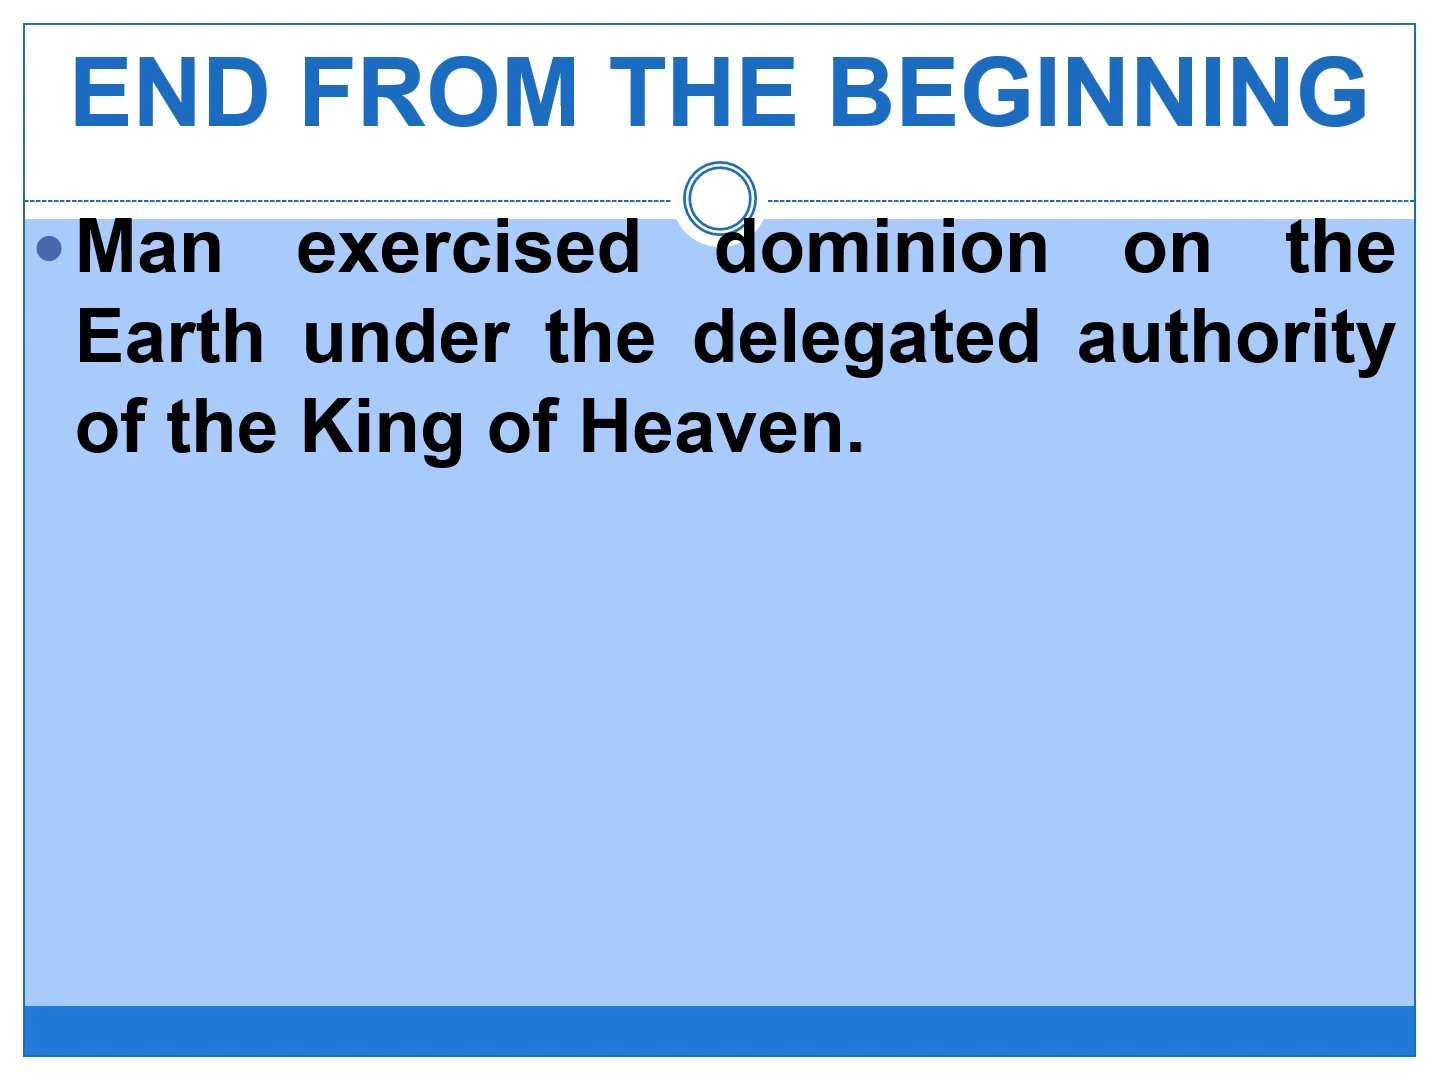 END FROM THE BEGINNING
• Man exercised dominion on the
Earth under the delegated authority
of the King of Heaven.